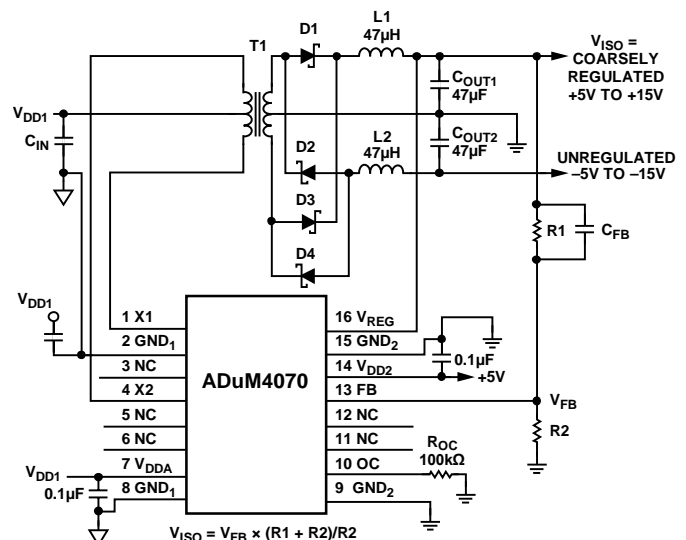 T1
D1
L1
47µH
V_ISO =
COARSELY
REGULATED
+5V TO +15V
C_OUT1
47µF
V_DD1
C_IN
D2
L2
47µH
C_OUT2
47µF
UNREGULATED
–5V TO –15V
D3
D4
R1
C_FB
V_DD1
1 X1
2 GND₁
3 NC
4 X2
5 NC
6 NC
7 V_DDA
8 GND₁
ADuM4070
16 V_REG
15 GND₂
14 V_DD2
13 FB
12 NC
11 NC
10 OC
9 GND₂
0.1µF
+5V
V_FB
R2
R_OC
100kΩ
V_DD1
0.1µF
V_ISO = V_FB × (R1 + R2)/R2